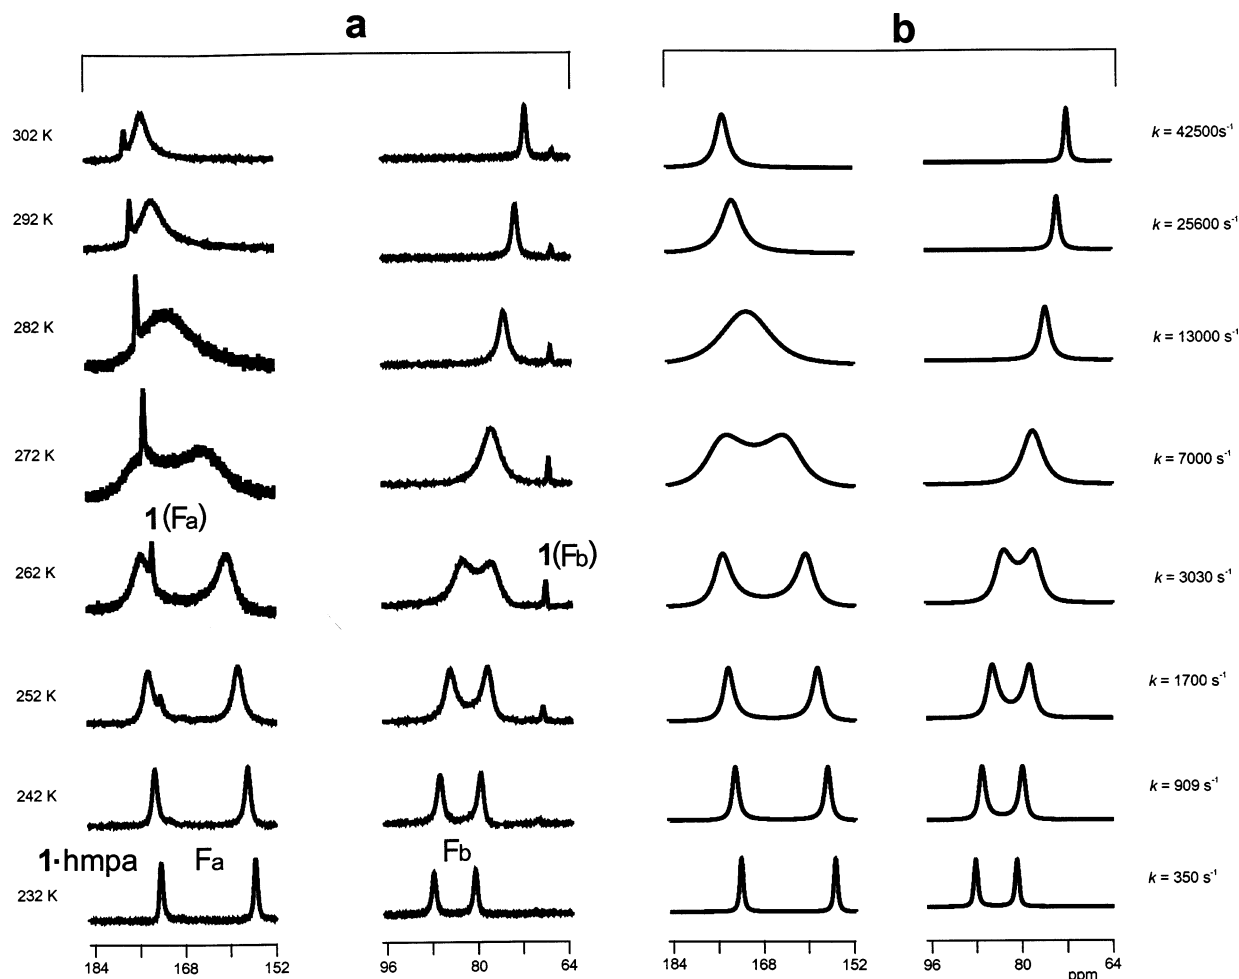 a b
302 K k = 42500s⁻¹
292 K k = 25600 s⁻¹
282 K k = 13000 s⁻¹
272 K k = 7000 s⁻¹
1 (Fa)
262 K 1(Fb) k = 3030 s⁻¹
252 K k = 1700 s⁻¹
242 K k = 909 s⁻¹
1·hmpa Fa Fb
232 K k = 350 s⁻¹
184 168 152 96 80 64 184 168 152 96 80 64
ppm